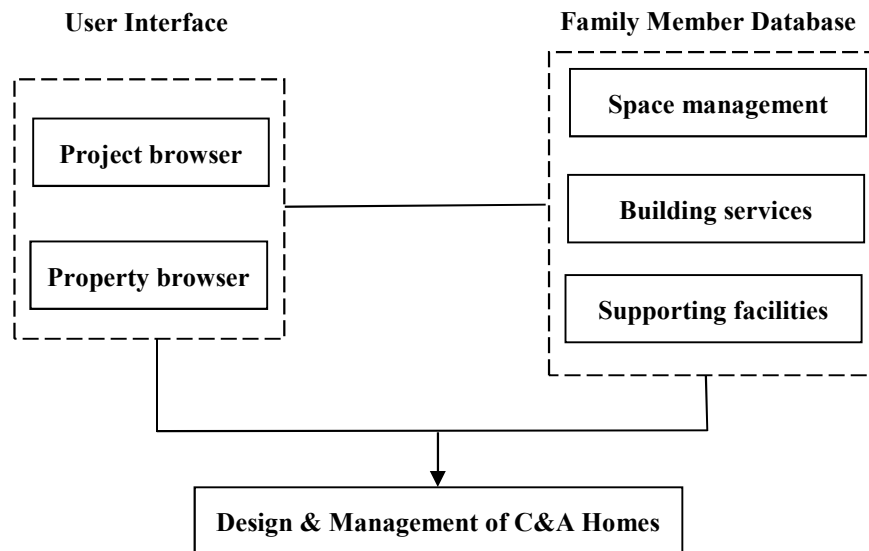 User Interface
Family Member Database
Project browser
Property browser
Space management
Building services
Supporting facilities
Design & Management of C&A Homes